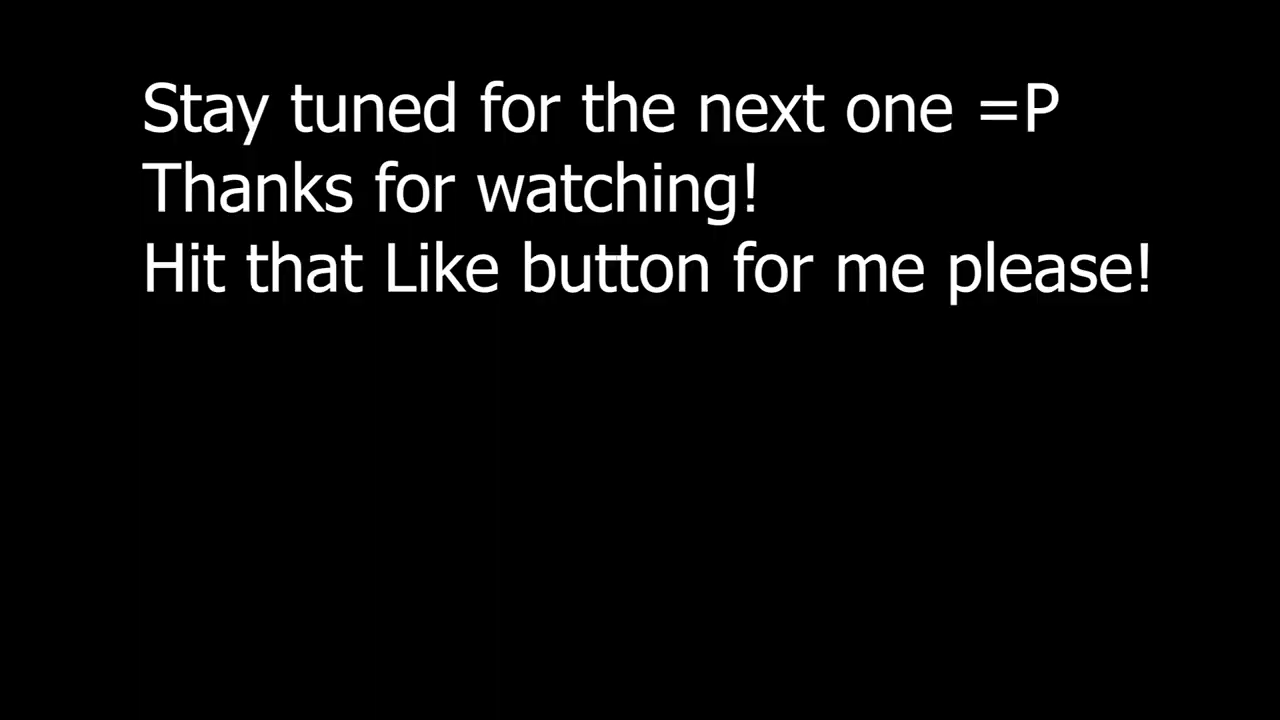 Stay tuned for the next one =P
Thanks for watching!
Hit that Like button for me please!